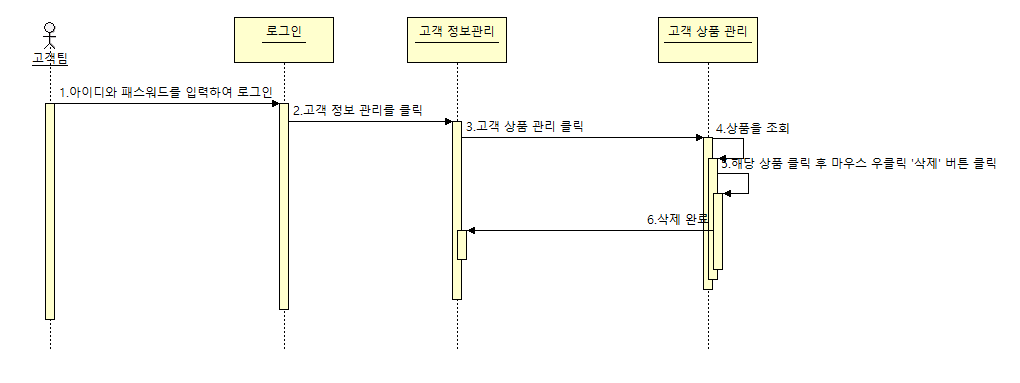 로그인
고객 정보관리
고객 상품 관리
고객팀
1.아이디와 패스워드를 입력하여 로그인
2.고객 정보 관리를 클릭
3.고객 상품 관리 클릭
4.상품을 조회
5.해당 상품 클릭 후 마우스 우클릭 '삭제' 버튼 클릭
6.삭제 완료